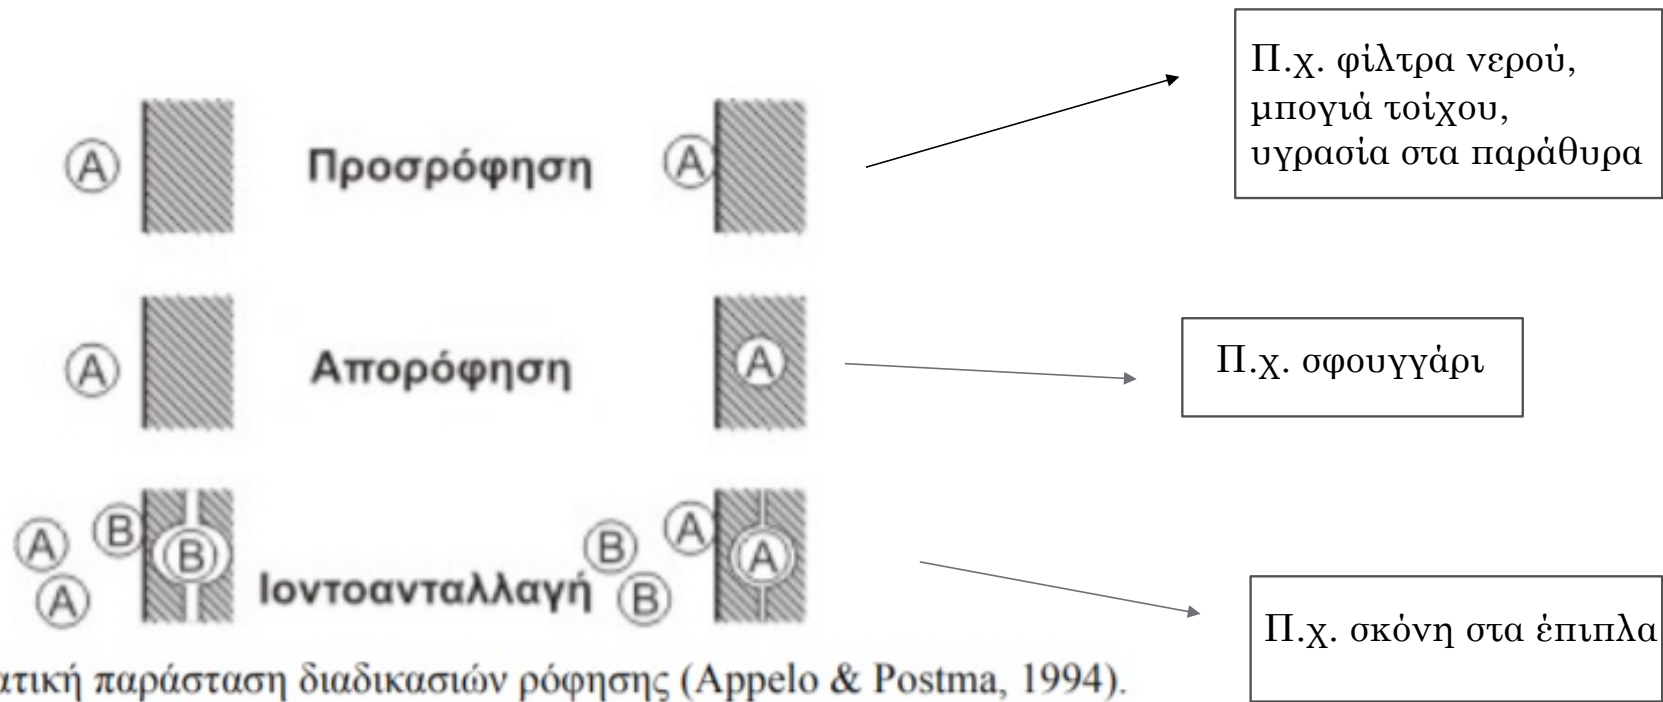 Π.χ. φίλτρα νερού,
μπογιά τοίχου,
υγρασία στα παράθυρα
A
Προσρόφηση
A
A
Απορόφηση
A
Π.χ. σφουγγάρι
A
B
B
A
Ιοντοανταλλαγή
B
B
A
A
Π.χ. σκόνη στα έπιπλα
ατική παράσταση διαδικασιών ρόφησης (Appelo & Postma, 1994).